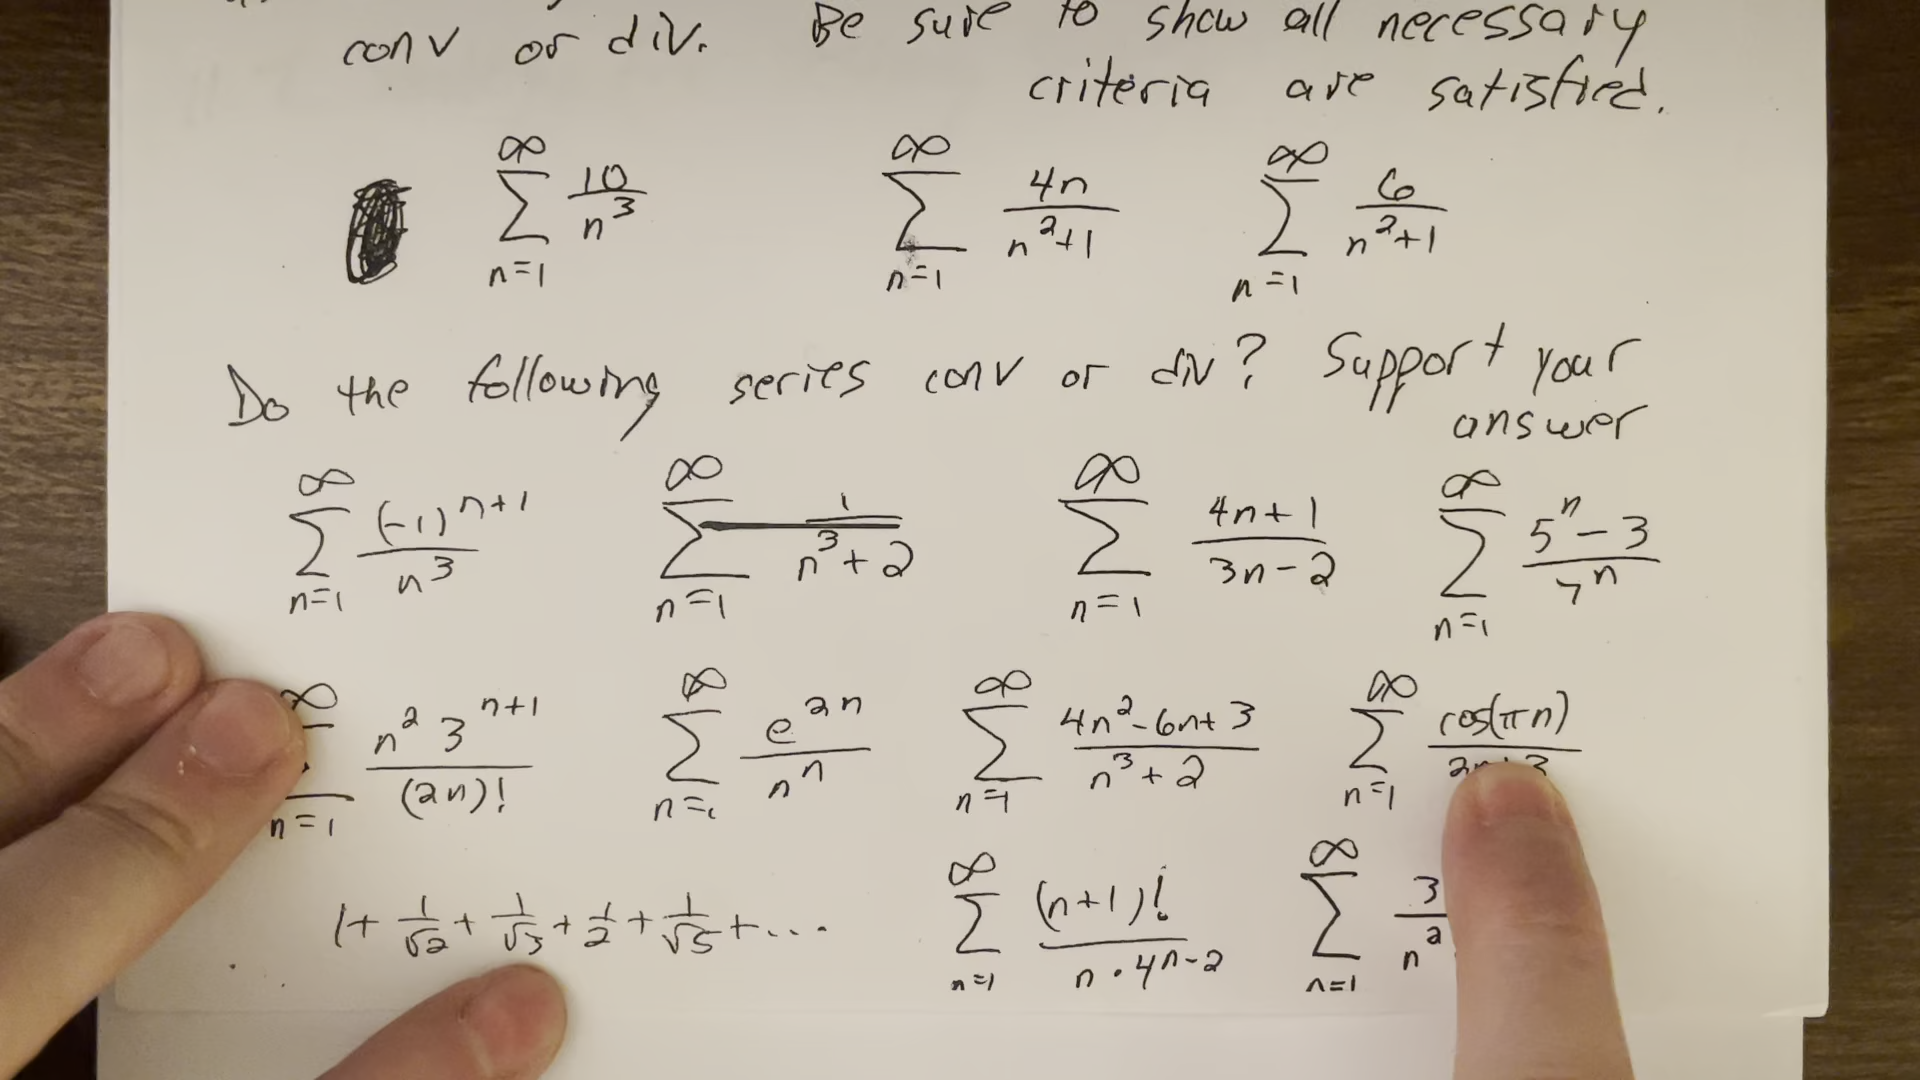 conv or div. Be sure to show all necessary
criteria are satisfied.
∞ Σ n=1 10/n³ ∞ Σ n=1 4n/(n²+1) ∞ Σ n=1 6/(n²+1)
Do the following series conv or div? Support your
answer
∞ Σ n=1 (-1)^(n+1)/n³ ∞ Σ n=1 1/(n³+2) ∞ Σ n=1 (4n+1)/(3n-2) ∞ Σ n=1 (5^n-3)/7^n
∞ Σ n=1 n² 3^(n+1)/(2n)! ∞ Σ n=1 e^(2n)/n^n ∞ Σ n=1 (4n²-6n+3)/(n³+2) ∞ Σ n=1 cos(πn)/
1+ 1/√2 + 1/√3 + 1/2 + 1/√5 + ... ∞ Σ n=1 (n+1)!/(n·4^(n-2)) ∞ Σ n=1 3/n²